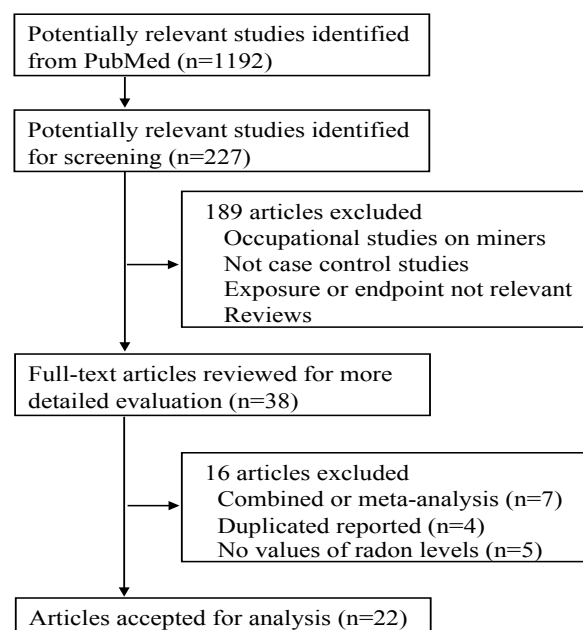 Potentially relevant studies identified
from PubMed (n=1192)
Potentially relevant studies identified
for screening (n=227)
189 articles excluded
Occupational studies on miners
Not case control studies
Exposure or endpoint not relevant
Reviews
Full-text articles reviewed for more
detailed evaluation (n=38)
16 articles excluded
Combined or meta-analysis (n=7)
Duplicated reported (n=4)
No values of radon levels (n=5)
Articles accepted for analysis (n=22)